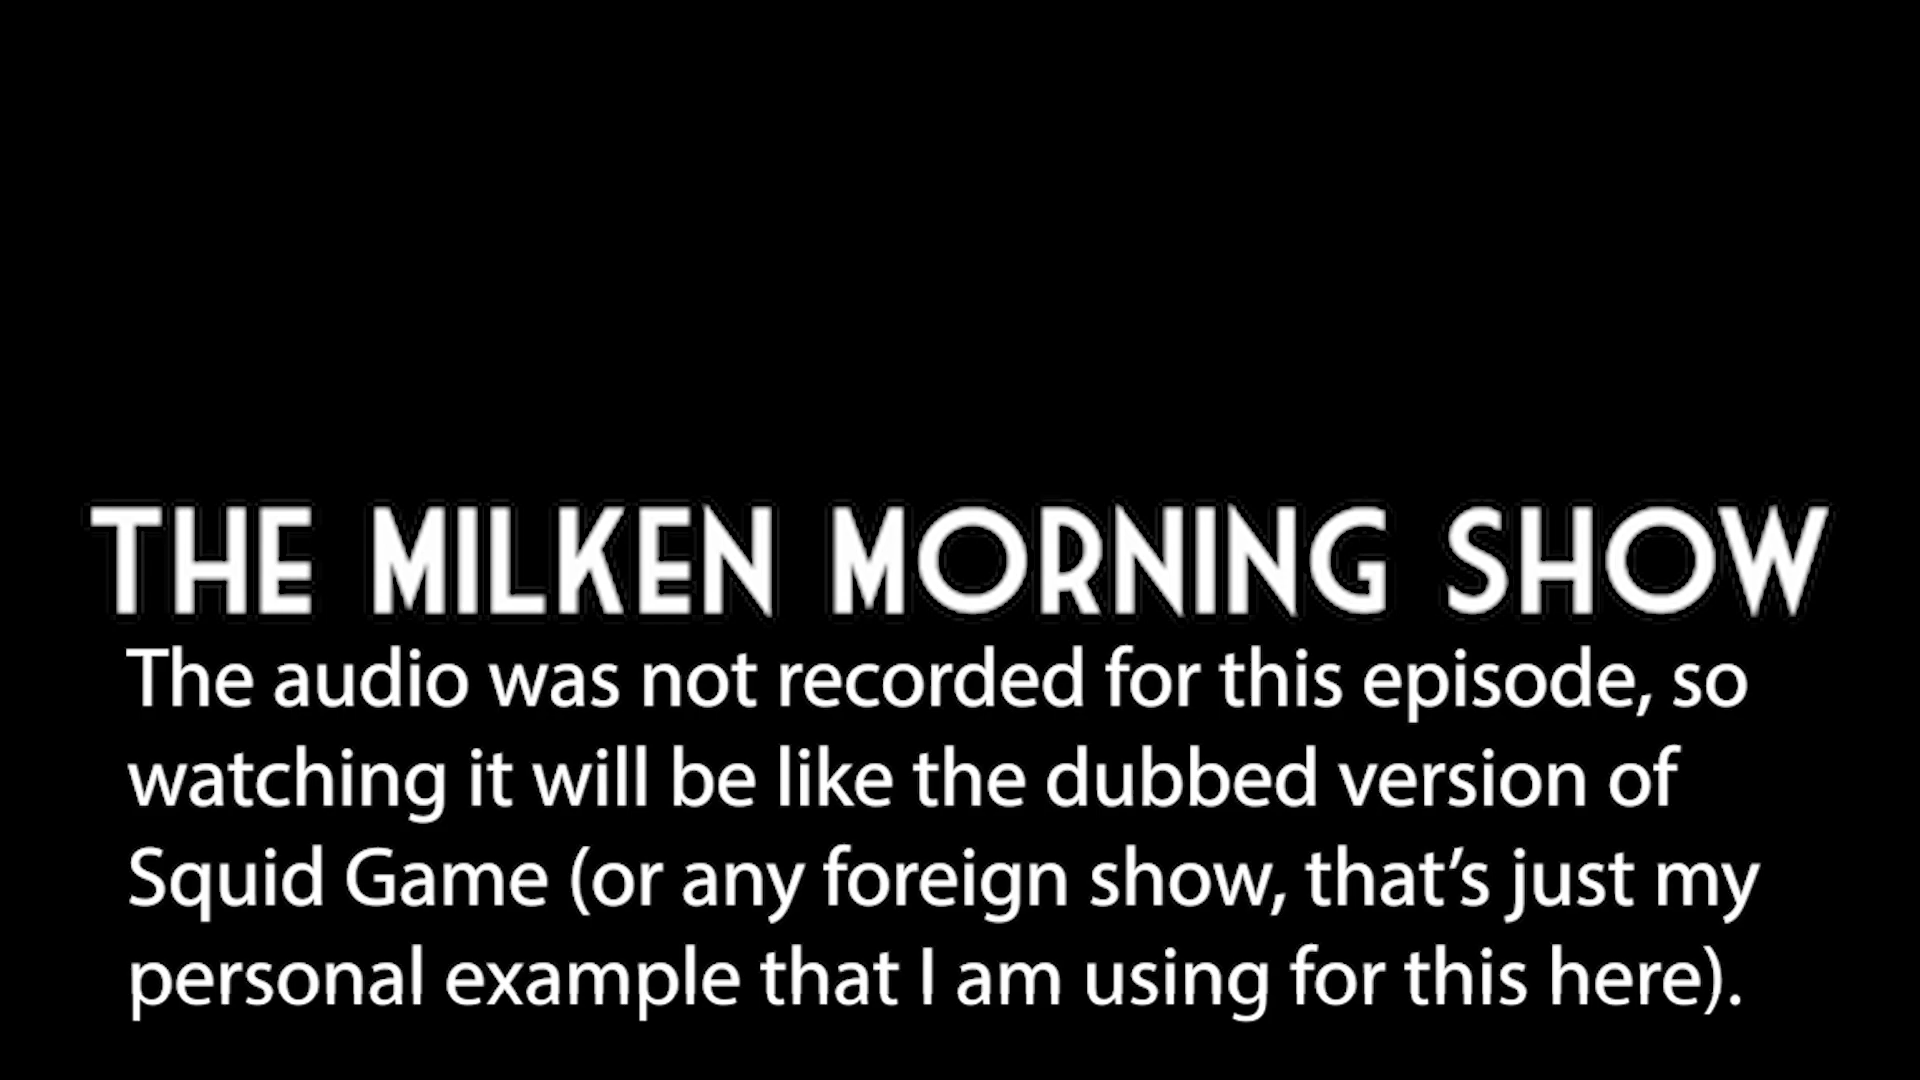 THE MILKEN MORNING SHOW
The audio was not recorded for this episode, so
watching it will be like the dubbed version of
Squid Game (or any foreign show, that’s just my
personal example that I am using for this here).